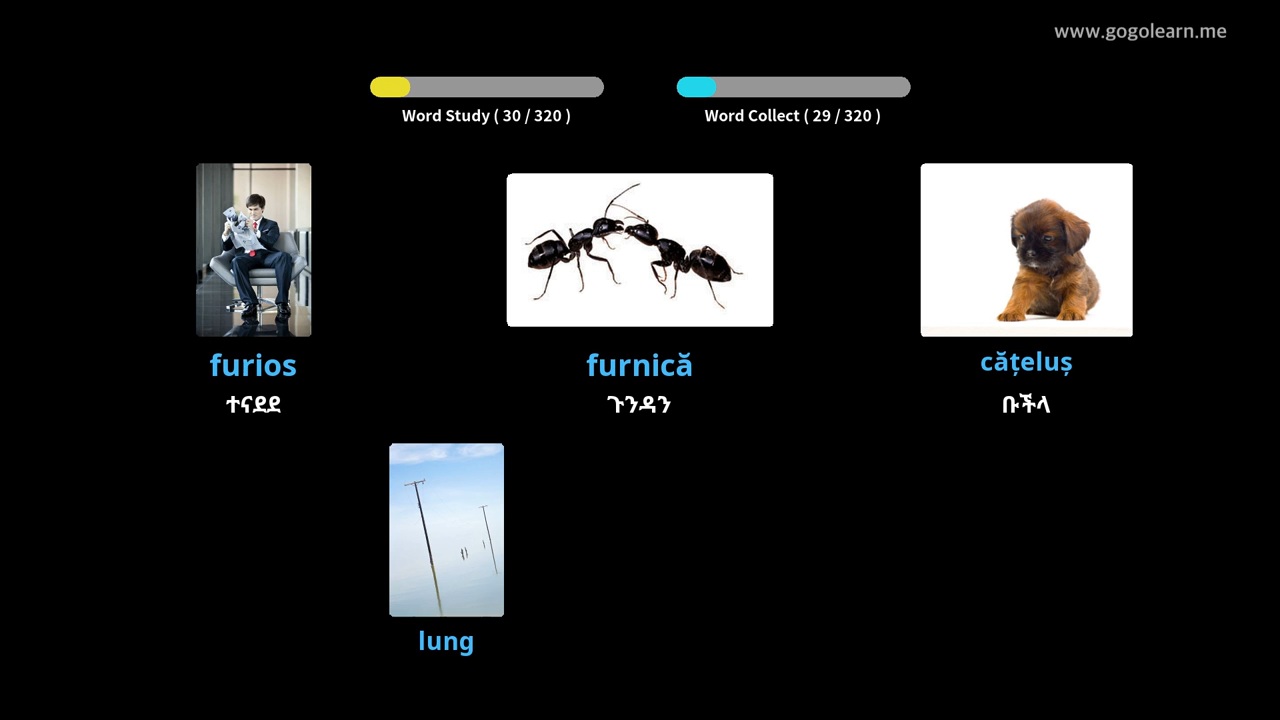 www.gogolearn.me
Word Study ( 30 / 320 )
Word Collect ( 29 / 320 )
furios
furnică
cățeluș
ተናደደ
ጉንዳን
ቡችላ
lung